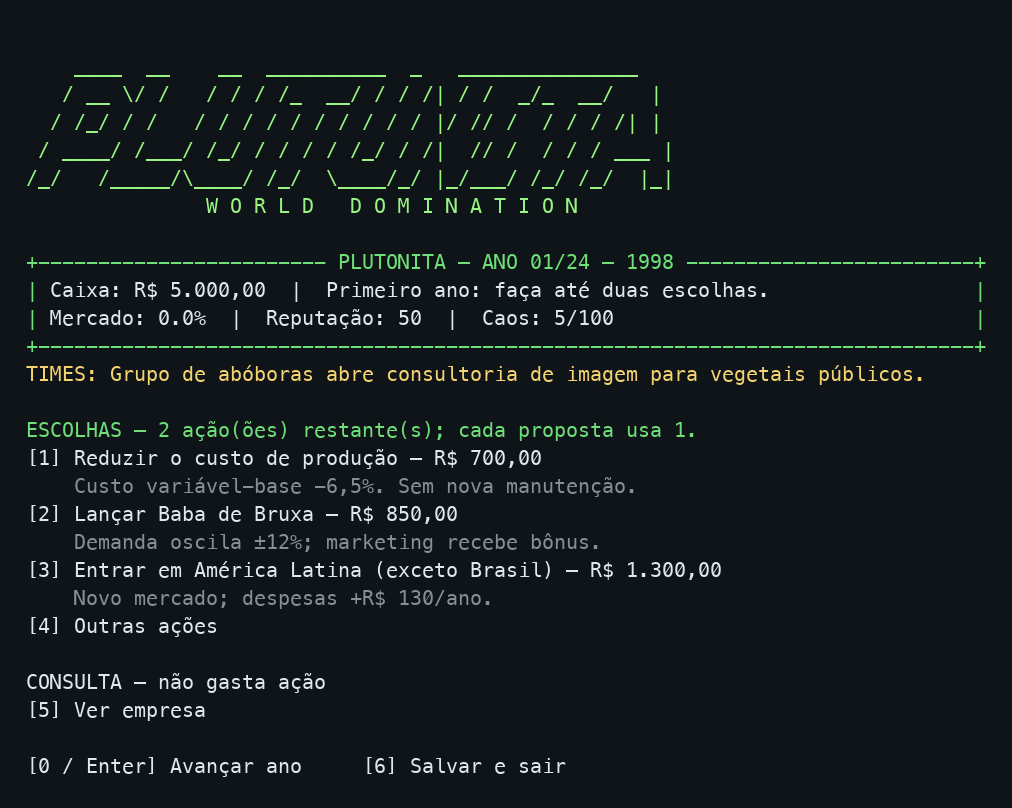 PLUTONITA
WORLD DOMINATION
PLUTONITA — ANO 01/24 — 1998
Caixa: R$ 5.000,00 | Primeiro ano: faça até duas escolhas.
Mercado: 0.0% | Reputação: 50 | Caos: 5/100
TIMES: Grupo de abóboras abre consultoria de imagem para vegetais públicos.
ESCOLHAS — 2 ação(ões) restante(s); cada proposta usa 1.
[1] Reduzir o custo de produção — R$ 700,00
Custo variável-base -6,5%. Sem nova manutenção.
[2] Lançar Baba de Bruxa — R$ 850,00
Demanda oscila ±12%; marketing recebe bônus.
[3] Entrar em América Latina (exceto Brasil) — R$ 1.300,00
Novo mercado; despesas +R$ 130/ano.
[4] Outras ações
CONSULTA — não gasta ação
[5] Ver empresa
[0 / Enter] Avançar ano [6] Salvar e sair